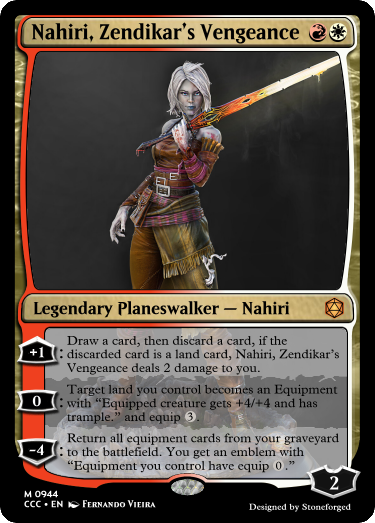 Nahiri, Zendikar's Vengeance
Legendary Planeswalker — Nahiri
+1
: Draw a card, then discard a card, if the
discarded card is a land card, Nahiri, Zendikar's
Vengeance deals 2 damage to you.
0
: Target land you control becomes an Equipment
with “Equipped creature gets +4/+4 and has
trample.” and equip 3.
-4
: Return all equipment cards from your graveyard
to the battlefield. You get an emblem with
“Equipment you control have equip 0.”
2
M 0944
CCC • EN Fernando Vieira
Designed by Stoneforged